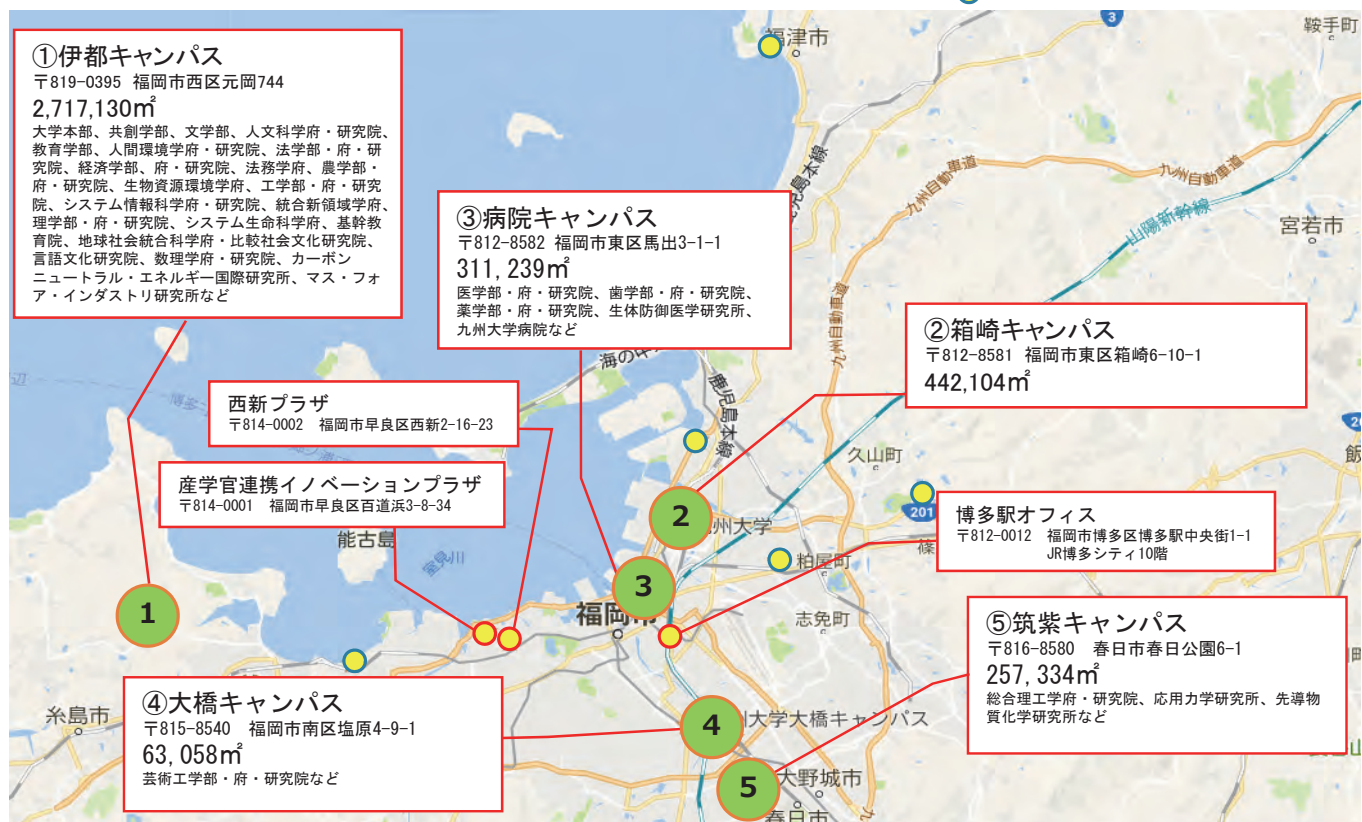 ①伊都キャンパス
〒819-0395 福岡市西区元岡744
2,717,130㎡
大学本部、共創学部、文学部、人文科学府・研究院、
教育学部、人間環境学府・研究院、法学部・府・研
究院、経済学部、府・研究院、法務学府、農学部・
府・研究院、生物資源環境学府、工学部・府・研究
院、システム情報科学府・研究院、統合新領域学府、
理学部・府・研究院、システム生命科学府、基幹教
育院、地球社会統合科学府・比較社会文化研究院、
言語文化研究院、数理学府・研究院、カーボン
ニュートラル・エネルギー国際研究所、マス・フォ
ア・インダストリ研究所など
③病院キャンパス
〒812-8582 福岡市東区馬出3-1-1
311,239㎡
医学部・府・研究院、歯学部・府・研究院、
薬学部・府・研究院、生体防御医学研究所、
九州大学病院など
②箱崎キャンパス
〒812-8581 福岡市東区箱崎6-10-1
442,104㎡
西新プラザ
〒814-0002 福岡市早良区西新2-16-23
産学官連携イノベーションプラザ
〒814-0001 福岡市早良区百道浜3-8-34
博多駅オフィス
〒812-0012 福岡市博多区博多駅中央街1-1
JR博多シティ10階
⑤筑紫キャンパス
〒816-8580 春日市春日公園6-1
257,334㎡
総合理工学府・研究院、応用力学研究所、先導物
質化学研究所など
④大橋キャンパス
〒815-8540 福岡市南区塩原4-9-1
63,058㎡
芸術工学部・府・研究院など
1
2
3
4
5
福津市
3
鞍手町
九州自動車道
九州自動車道
九州自動車道
山陽新幹線
宮若市
児島本線
鹿児島本線
海の中
久山町
201
州大学
粕屋町
篠
志免町
能古島
室見川
福岡市
糸島市
大学大橋キャンパス
大野城市
春日市
飯